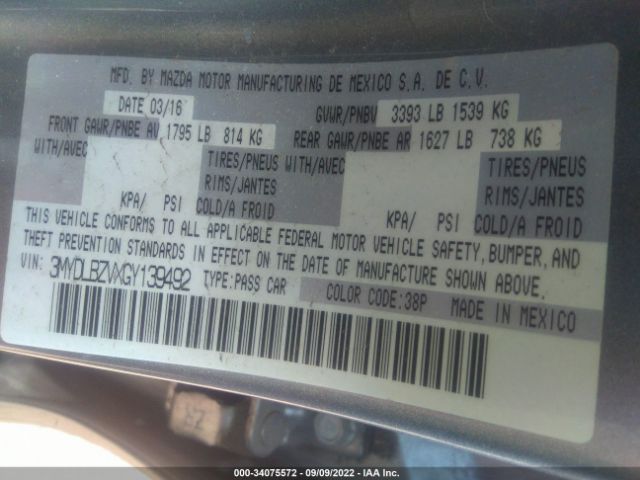 MFD. BY MAZDA MOTOR MANUFACTURING DE MEXICO S.A. DE C.V.
DATE 03/16 GVWR/PNBV 3393 LB 1539 KG
FRONT GAWR/PNBE AV 1795 LB 814 KG REAR GAWR/PNBE AR 1627 LB 738 KG
WITH/AVEC TIRES/PNEUS WITH/AVEC TIRES/PNEUS
RIMS/JANTES RIMS/JANTES
KPA/ PSI COLD/A FROID KPA/ PSI COLD/A FROID
THIS VEHICLE CONFORMS TO ALL APPLICABLE FEDERAL MOTOR VEHICLE SAFETY, BUMPER, AND
THEFT PREVENTION STANDARDS IN EFFECT ON THE DATE OF MANUFACTURE SHOWN ABOVE.
VIN: 3MYDLBZVXGY139492 TYPE: PASS CAR COLOR CODE: 38P MADE IN MEXICO
000-34075572 • 09/09/2022 • IAA Inc.